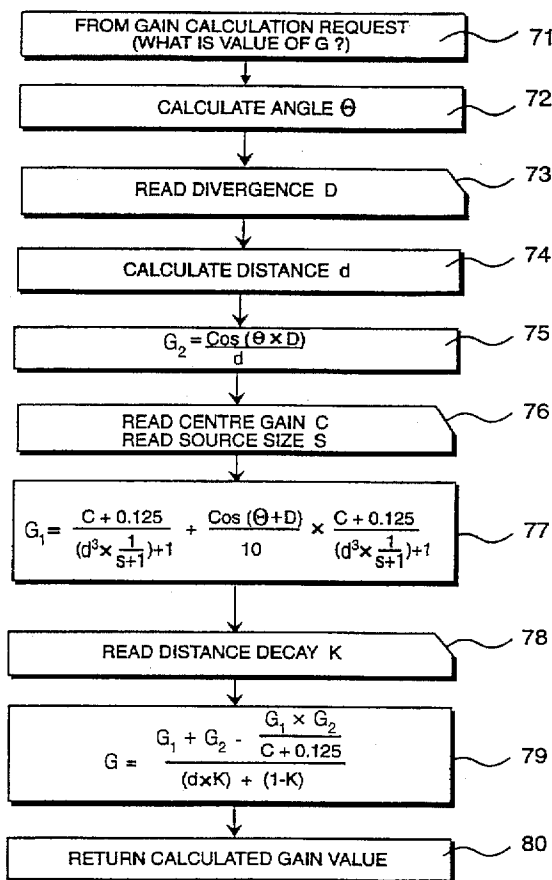 FROM GAIN CALCULATION REQUEST
(WHAT IS VALUE OF G ?)
71
CALCULATE ANGLE Θ
72
READ DIVERGENCE D
73
CALCULATE DISTANCE d
74
G₂ = Cos (Θ × D) / d
75
READ CENTRE GAIN C
READ SOURCE SIZE S
76
G₁ = (C + 0.125) / ((d³ × 1/(s+1)) + 1) + Cos (Θ+D) / 10 × (C + 0.125) / ((d³ × 1/(s+1)) + 1)
77
READ DISTANCE DECAY K
78
G = (G₁ + G₂ - (G₁ × G₂) / (C + 0.125)) / ((d×K) + (1-K))
79
RETURN CALCULATED GAIN VALUE
80